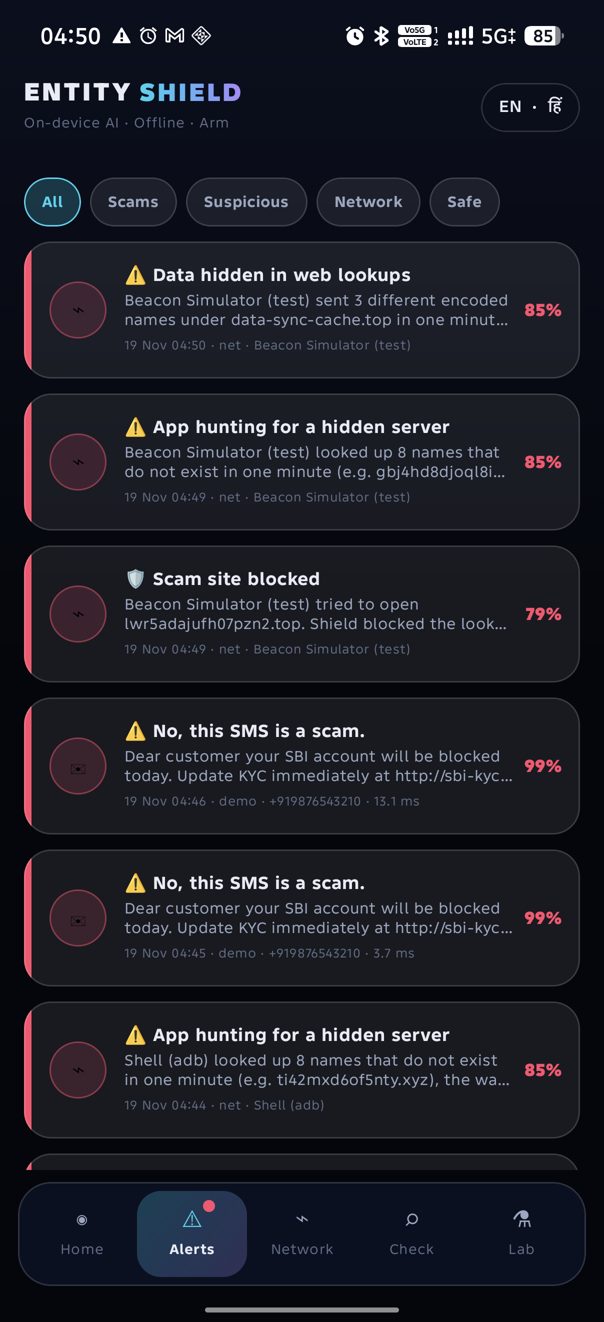 04:50
Vo5G 1
VoLTE 2
5G‡
85
ENTITY SHIELD
On-device AI · Offline · Arm
EN · हिं
All
Scams
Suspicious
Network
Safe
⚠️ Data hidden in web lookups
Beacon Simulator (test) sent 3 different encoded
names under data-sync-cache.top in one minut...
19 Nov 04:50 · net · Beacon Simulator (test)
85%
⚠️ App hunting for a hidden server
Beacon Simulator (test) looked up 8 names that
do not exist in one minute (e.g. gbj4hd8djoql8i...
19 Nov 04:49 · net · Beacon Simulator (test)
85%
🛡️ Scam site blocked
Beacon Simulator (test) tried to open
lwr5adajufh07pzn2.top. Shield blocked the look...
19 Nov 04:49 · net · Beacon Simulator (test)
79%
⚠️ No, this SMS is a scam.
Dear customer your SBI account will be blocked
today. Update KYC immediately at http://sbi-kyc...
19 Nov 04:46 · demo · +919876543210 · 13.1 ms
99%
⚠️ No, this SMS is a scam.
Dear customer your SBI account will be blocked
today. Update KYC immediately at http://sbi-kyc...
19 Nov 04:45 · demo · +919876543210 · 3.7 ms
99%
⚠️ App hunting for a hidden server
Shell (adb) looked up 8 names that do not exist
in one minute (e.g. ti42mxd6of5nty.xyz), the wa...
19 Nov 04:44 · net · Shell (adb)
85%
Home
Alerts
Network
Check
Lab